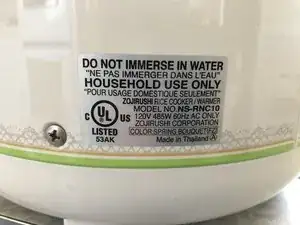 DO NOT IMMERSE IN WATER
"NE PAS IMMERGER DANS L'EAU"
HOUSEHOLD USE ONLY
"POUR USAGE DOMESTIQUE SEULEMENT"
ZOJIRUSHI RICE COOKER / WARMER
MODEL NO. NS-RNC10
120V 485W 60Hz AC ONLY
ZOJIRUSHI CORPORATION
COLOR:SPRING BOUQUET(FZ)
Made in Thailand (A)
C UL US
LISTED
53AK